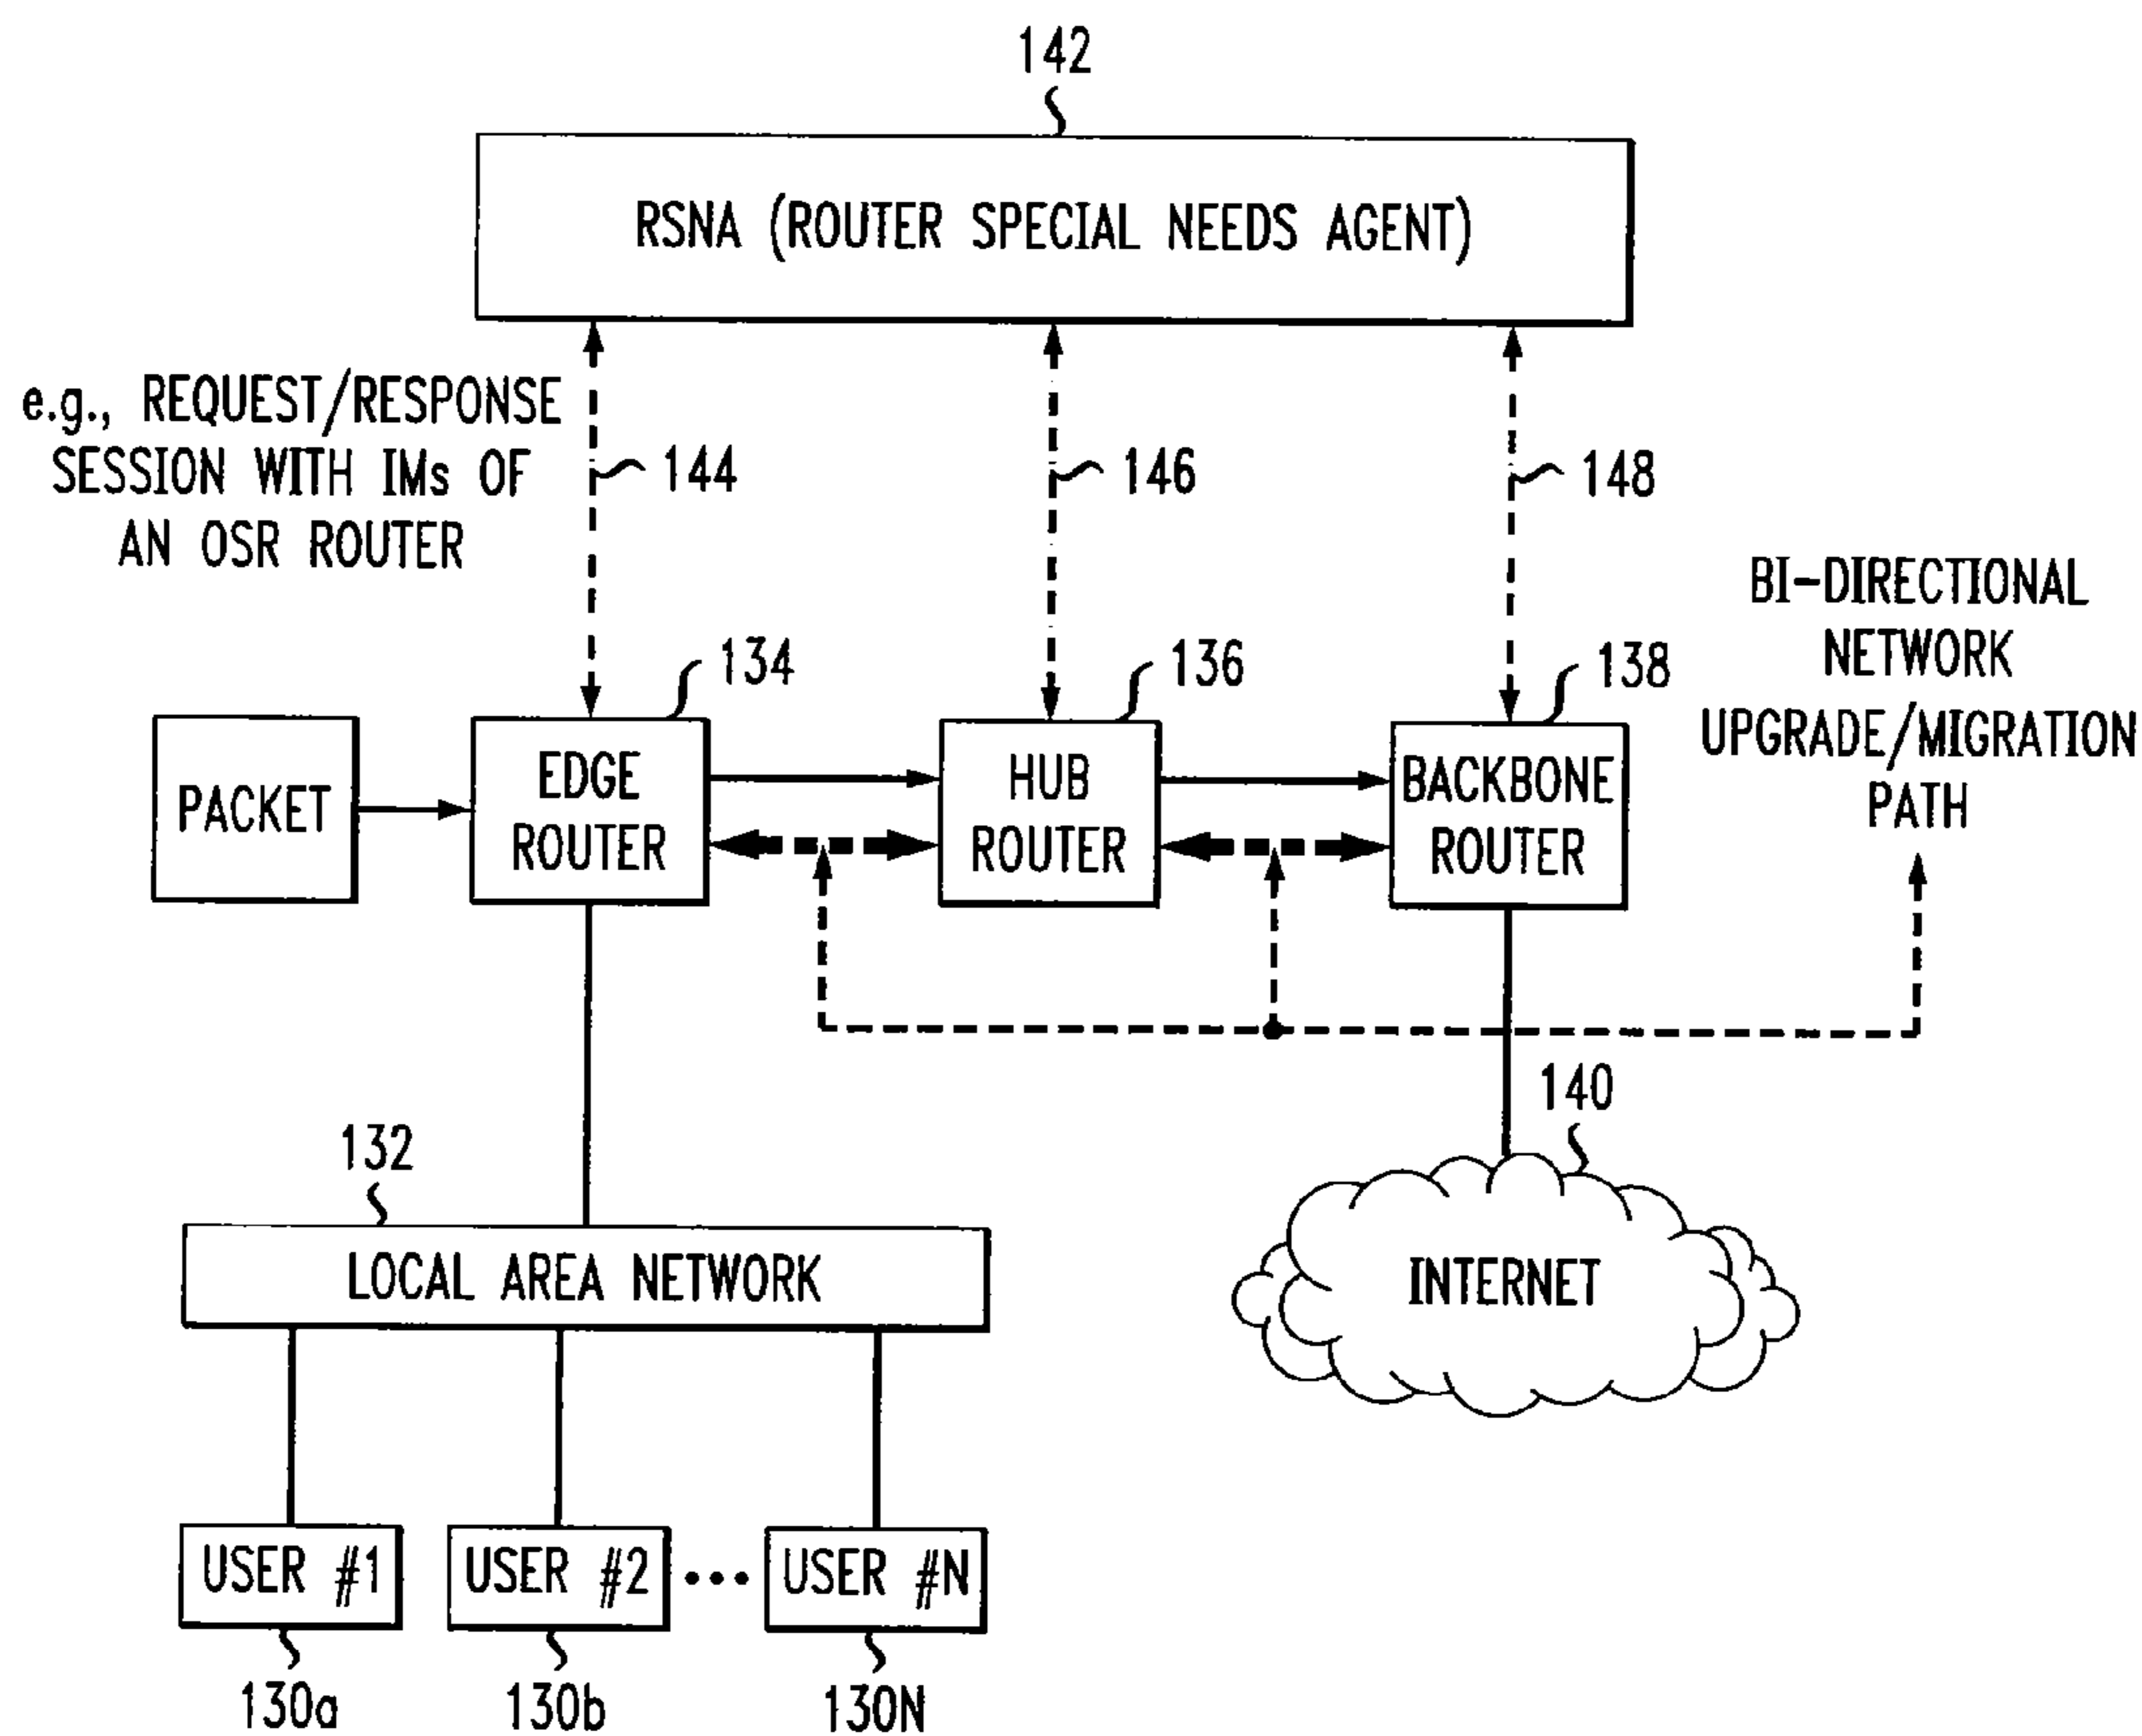 142
RSNA (ROUTER SPECIAL NEEDS AGENT)
e.g., REQUEST/RESPONSE
SESSION WITH IMs OF
AN OSR ROUTER
144
146
148
BI-DIRECTIONAL
NETWORK
UPGRADE/MIGRATION
PATH
134
136
138
PACKET
EDGE
ROUTER
HUB
ROUTER
BACKBONE
ROUTER
140
132
LOCAL AREA NETWORK
INTERNET
USER #1
USER #2
•••
USER #N
130a
130b
130N